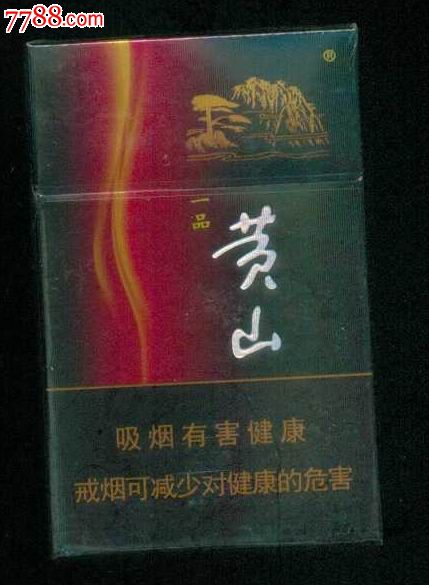 7788.com
®
一品
黄山
吸烟有害健康
戒烟可减少对健康的危害